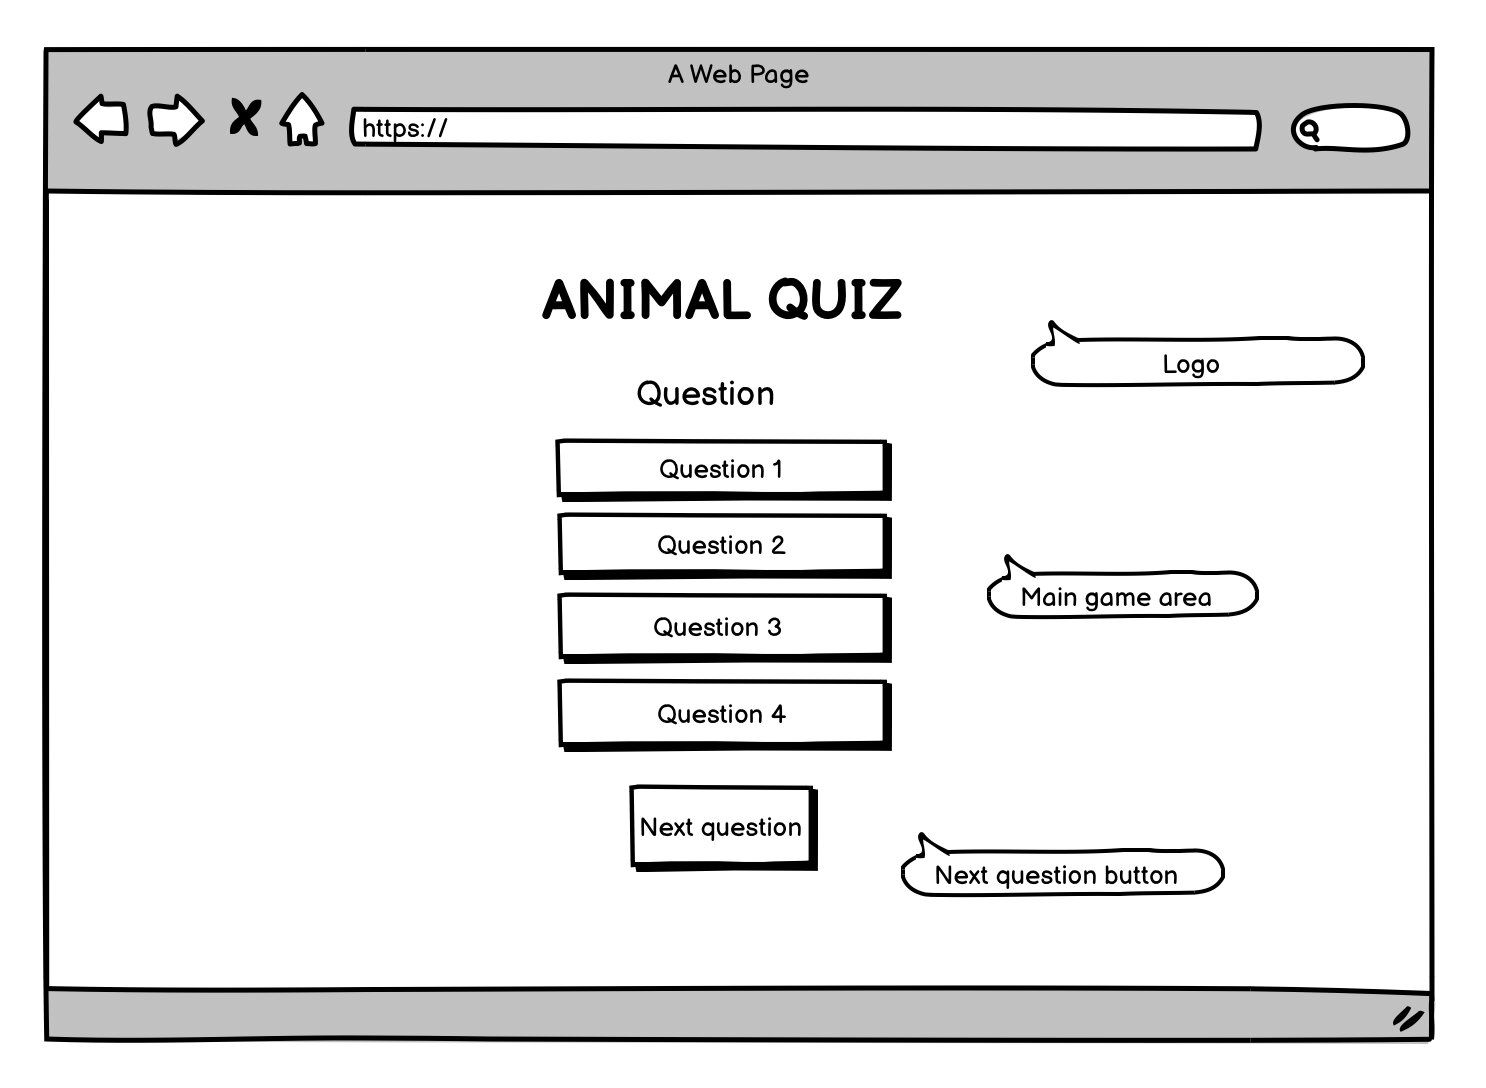 A Web Page
https://
ANIMAL QUIZ
Logo
Question
Question 1
Question 2
Main game area
Question 3
Question 4
Next question
Next question button